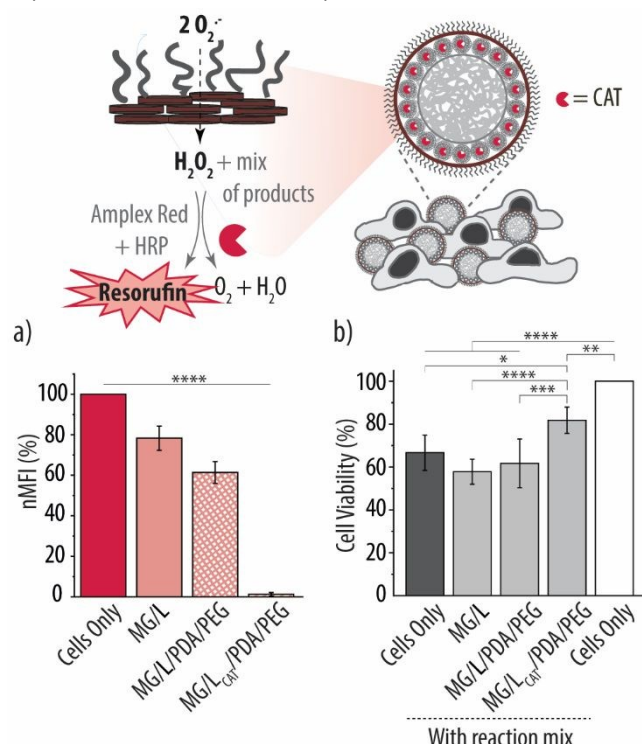 2 O₂·⁻
= CAT
H₂O₂ + mix
of products
Amplex Red
+ HRP
Resorufin
O₂ + H₂O
a)
b)
****
****
*
**
****
***
nMFI (%)
100
80
60
40
20
0
Cells Only
MG/L
MG/L/PDA/PEG
MG/L_CAT/PDA/PEG
Cell Viability (%)
100
80
60
40
20
0
Cells Only
MG/L
MG/L/PDA/PEG
MG/L_CAT/PDA/PEG
Cells Only
With reaction mix